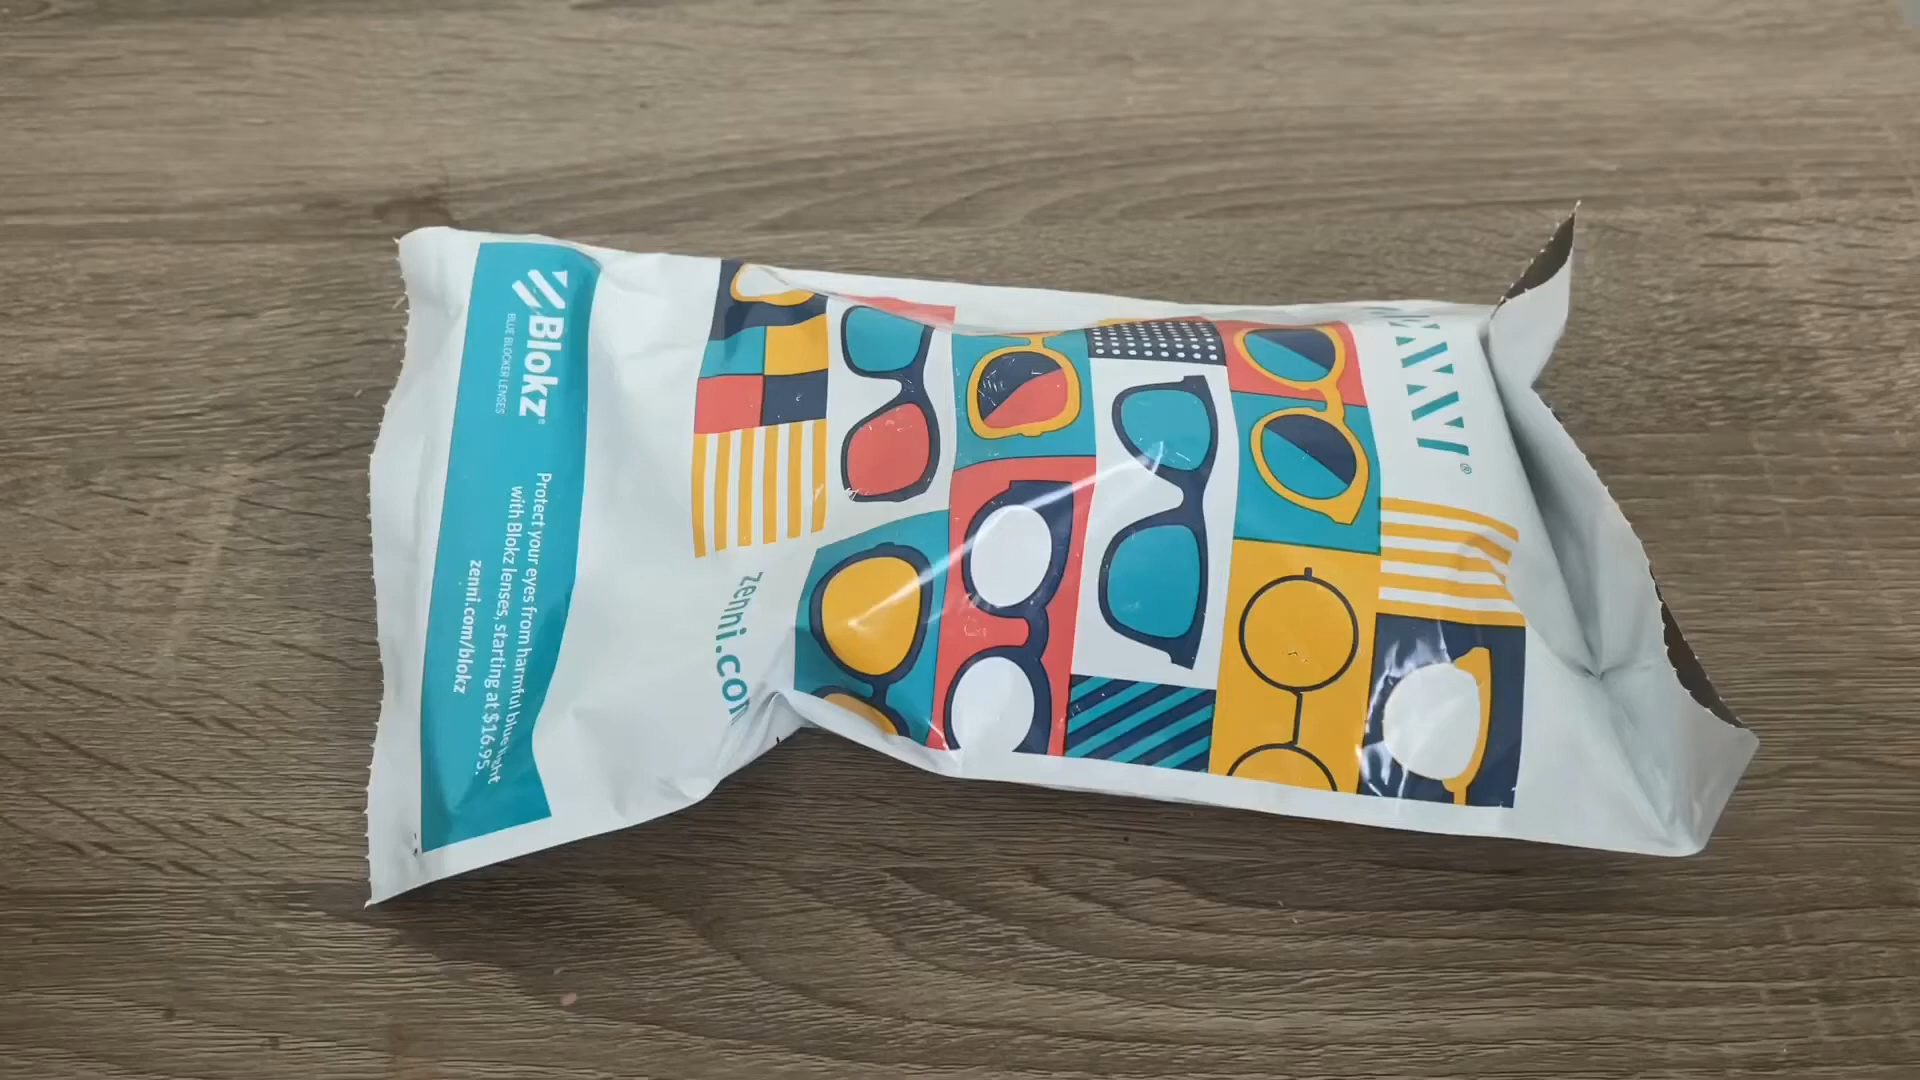 Blokz®
BLUE BLOCKER LENSES
Protect your eyes from harmful blue light
with Blokz lenses, starting at $16.95.
zenni.com/blokz
zenni.com
®